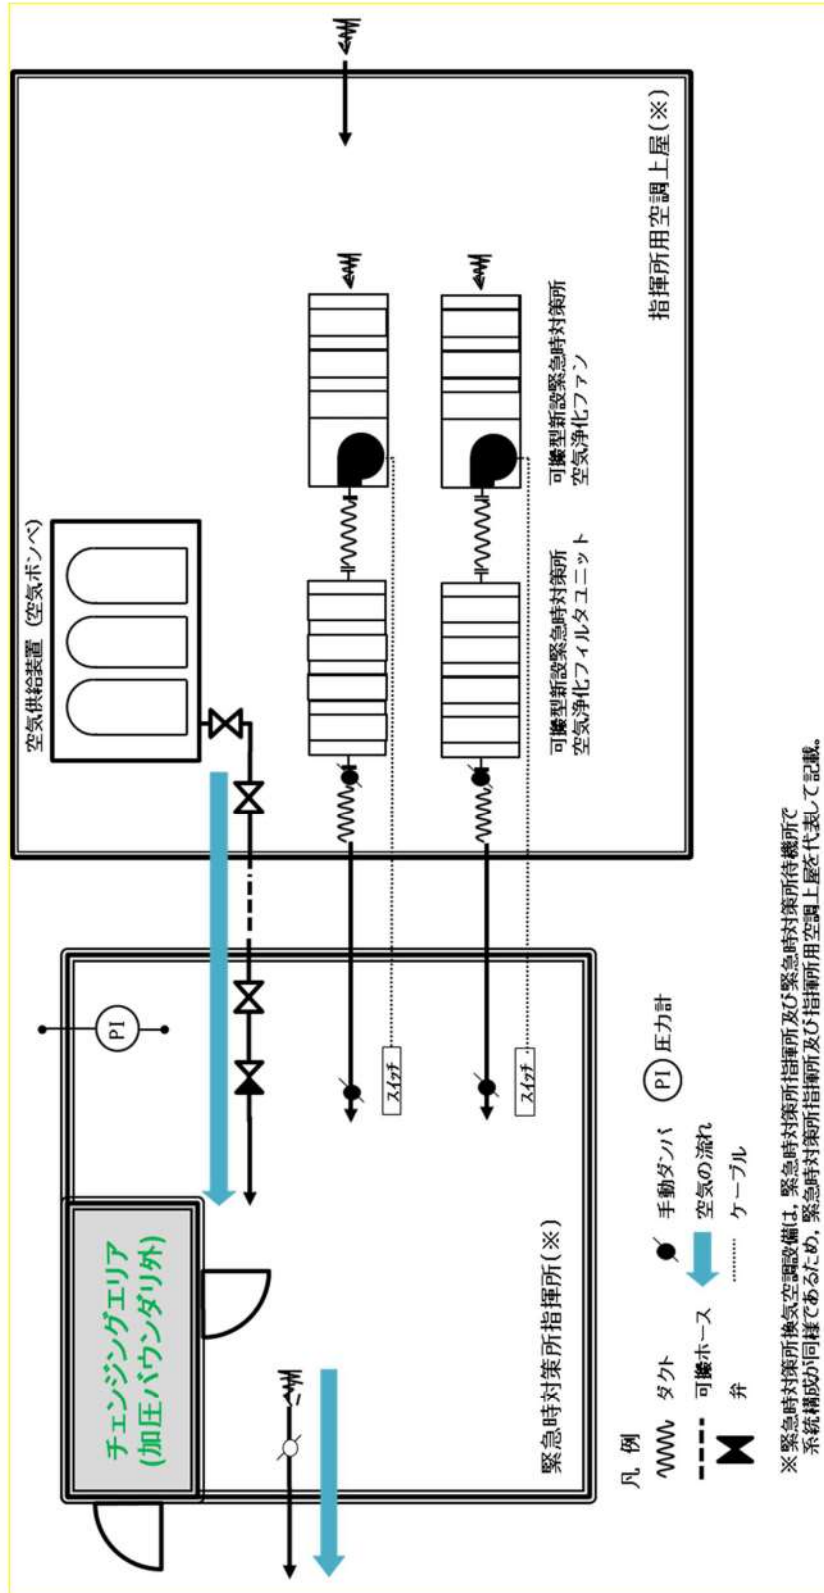 空気供給装置（空気ボンベ）
指揮所用空調上屋(※)
可搬型新設緊急時対策所
空気浄化フィルタユニット
可搬型新設緊急時対策所
空気浄化ファン
PI
チェンジングエリア
(加圧バウンダリ外)
スイッチ
スイッチ
緊急時対策所指揮所(※)
凡 例
ダクト
手動ダンパ
PI
圧力計
可搬ホース
空気の流れ
弁
ケーブル
※緊急時対策所換気空調設備は，緊急時対策所指揮所及び緊急時対策所待機所で
系統構成が同様であるため，緊急時対策所指揮所及び指揮所用空調上屋を代表して記載。